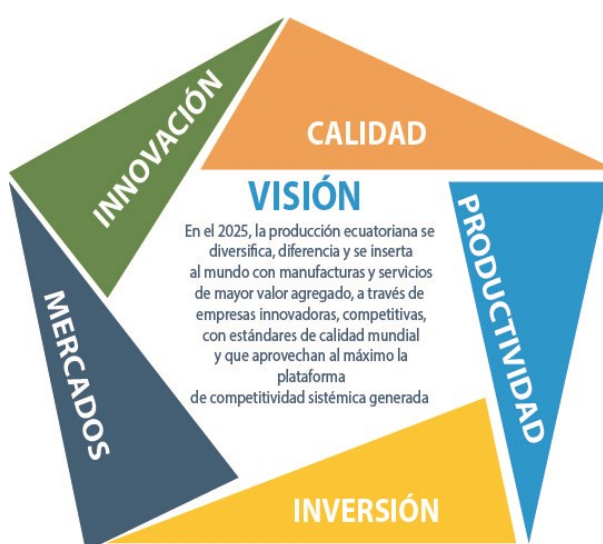 INNOVACIÓN
CALIDAD
VISIÓN
En el 2025, la producción ecuatoriana se
diversifica, diferencia y se inserta
al mundo con manufacturas y servicios
de mayor valor agregado, a través de
empresas innovadoras, competitivas,
con estándares de calidad mundial
y que aprovechan al máximo la
plataforma
de competitividad sistémica generada
PRODUCTIVIDAD
MERCADOS
INVERSIÓN